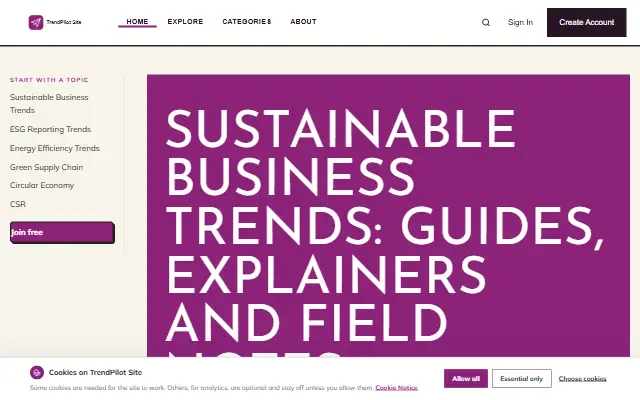 TrendPilot Site
HOME
EXPLORE
CATEGORIES
ABOUT
Sign In
Create Account
START WITH A TOPIC
Sustainable Business
Trends
ESG Reporting Trends
Energy Efficiency Trends
Green Supply Chain
Circular Economy
CSR
Join free
SUSTAINABLE
BUSINESS
TRENDS: GUIDES,
EXPLAINERS
AND FIELD
NOTES
Cookies on TrendPilot Site
Some cookies are needed for the site to work. Others, for analytics, are optional and stay off unless you allow them. Cookie Notice
Allow all
Essential only
Choose cookies